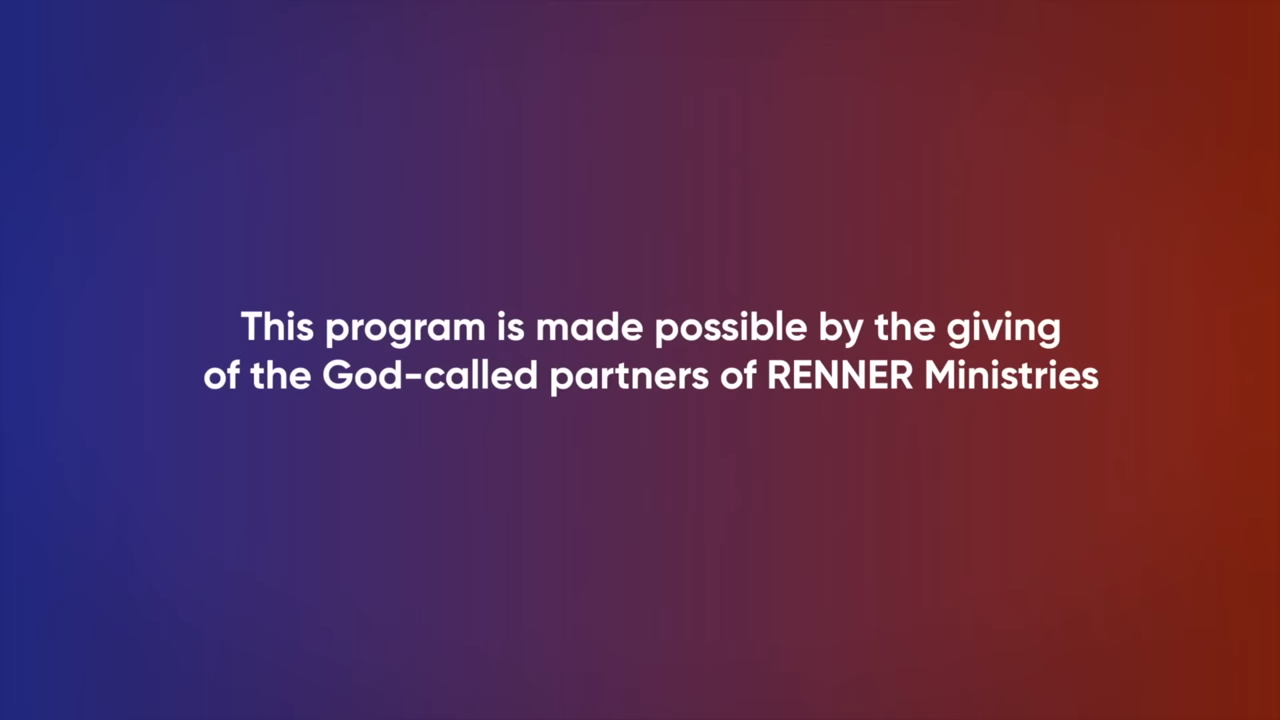 This program is made possible by the giving
of the God-called partners of RENNER Ministries